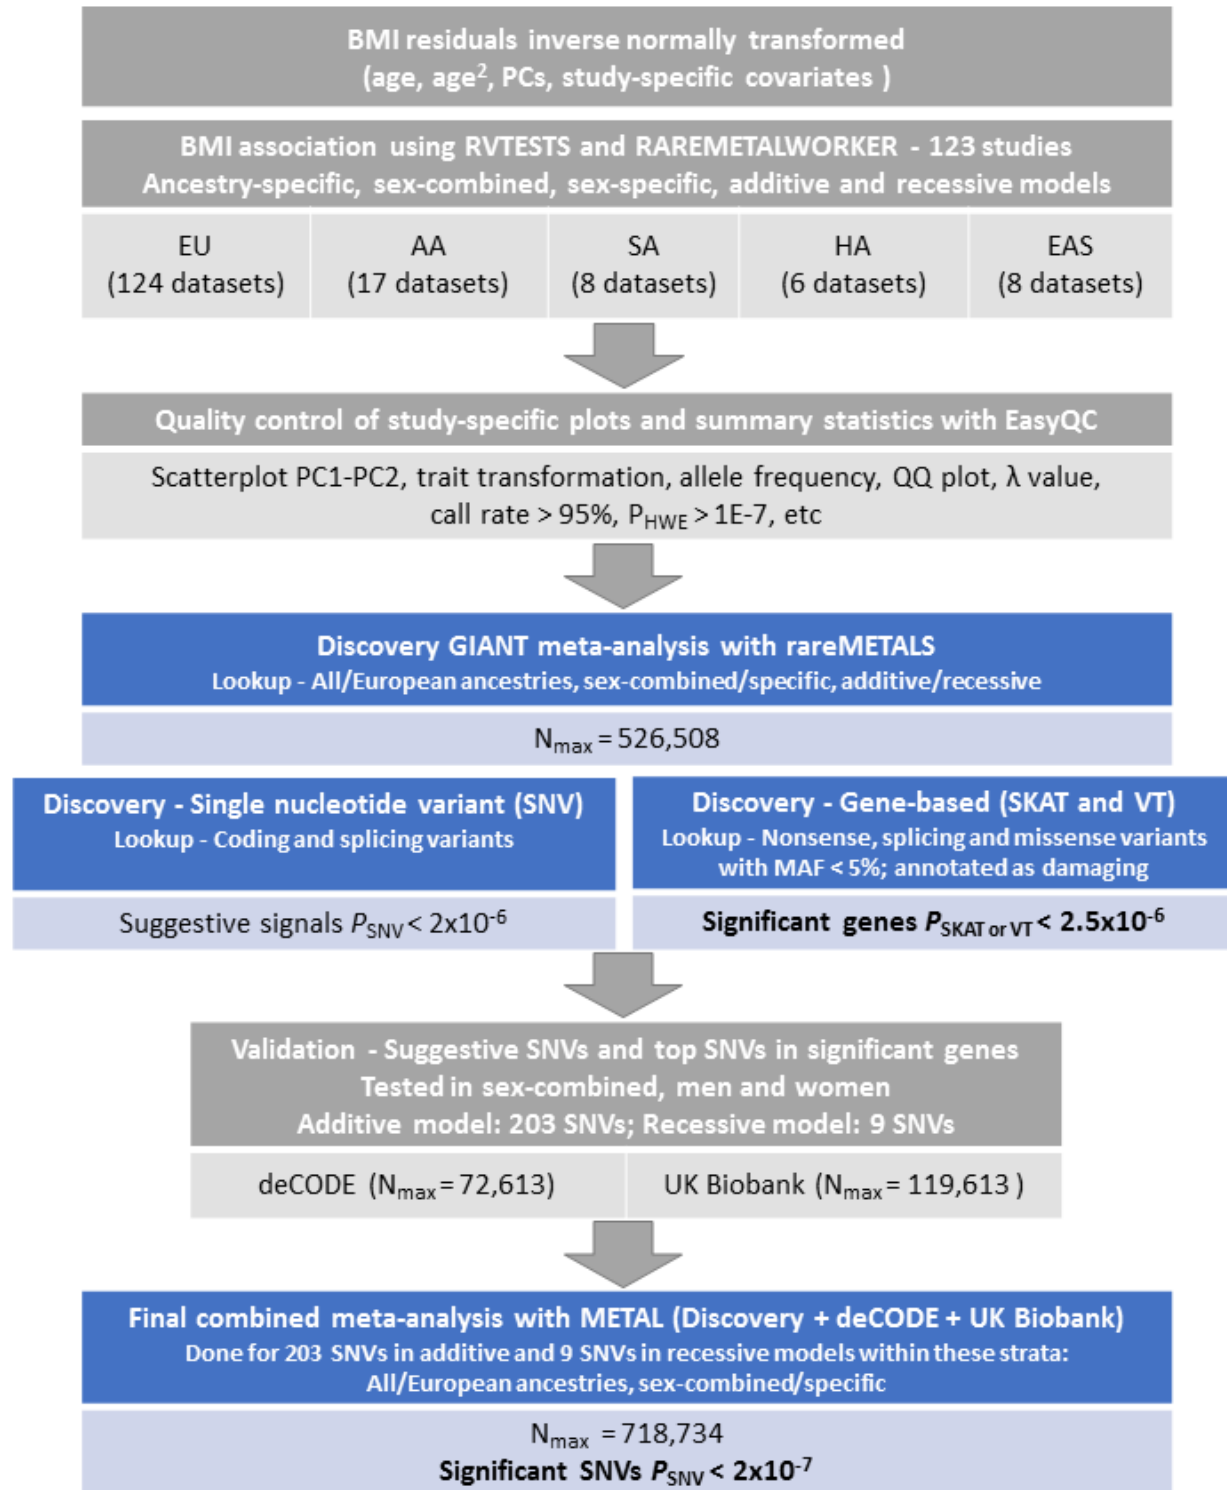 BMI residuals inverse normally transformed
(age, age², PCs, study-specific covariates )
BMI association using RVTESTS and RAREMETALWORKER - 123 studies
Ancestry-specific, sex-combined, sex-specific, additive and recessive models
EU
(124 datasets)
AA
(17 datasets)
SA
(8 datasets)
HA
(6 datasets)
EAS
(8 datasets)
Quality control of study-specific plots and summary statistics with EasyQC
Scatterplot PC1-PC2, trait transformation, allele frequency, QQ plot, λ value,
call rate > 95%, P_HWE > 1E-7, etc
Discovery GIANT meta-analysis with rareMETALS
Lookup - All/European ancestries, sex-combined/specific, additive/recessive
N_max = 526,508
Discovery - Single nucleotide variant (SNV)
Lookup - Coding and splicing variants
Suggestive signals P_SNV < 2x10⁻⁶
Discovery - Gene-based (SKAT and VT)
Lookup - Nonsense, splicing and missense variants
with MAF < 5%; annotated as damaging
Significant genes P_SKAT or VT < 2.5x10⁻⁶
Validation - Suggestive SNVs and top SNVs in significant genes
Tested in sex-combined, men and women
Additive model: 203 SNVs; Recessive model: 9 SNVs
deCODE (N_max = 72,613)
UK Biobank (N_max = 119,613 )
Final combined meta-analysis with METAL (Discovery + deCODE + UK Biobank)
Done for 203 SNVs in additive and 9 SNVs in recessive models within these strata:
All/European ancestries, sex-combined/specific
N_max = 718,734
Significant SNVs P_SNV < 2x10⁻⁷